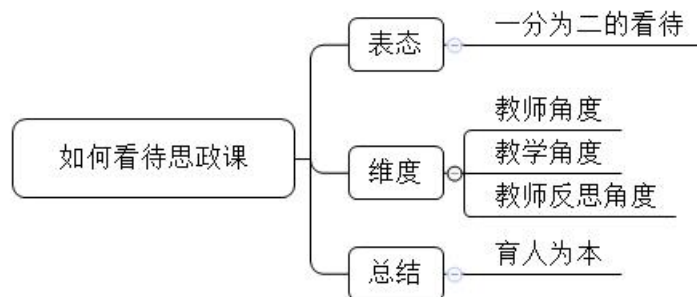 如何看待思政课
表态
一分为二的看待
维度
教师角度
教学角度
教师反思角度
总结
育人为本